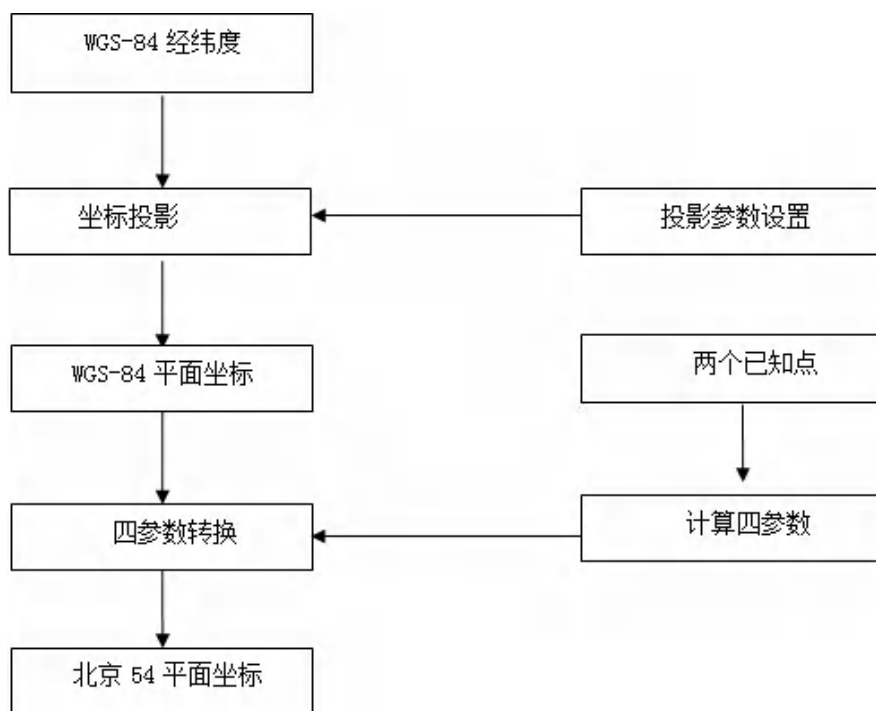 WGS-84 经纬度
坐标投影
投影参数设置
WGS-84 平面坐标
两个已知点
四参数转换
计算四参数
北京 54 平面坐标